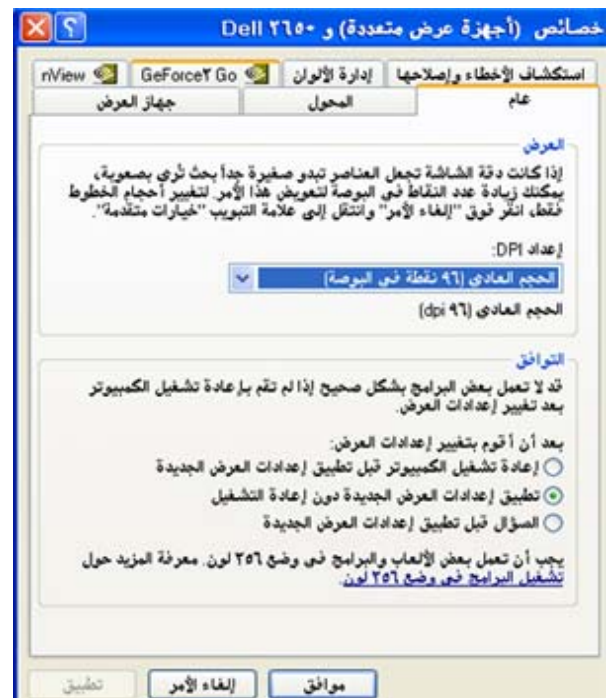 خصائص (أجهزة عرض متعددة) و Dell ٢٦٥٠
استكشاف الأخطاء وإصلاحها
إدارة الألوان
GeForce٢ Go
nView
عام
المحول
جهاز العرض
العرض
إذا كانت دقة الشاشة تجعل العناصر تبدو صغيرة جداً بحث تُرى بصعوبة،
يمكنك زيادة عدد النقاط في البوصة لتعويض هذا الأمر. لتغيير أحجام الخطوط
فقط، انقر فوق "إلغاء الأمر" وانتقل إلى علامة التبويب "خيارات متقدمة".
إعداد DPI:
الحجم العادي (٩٦ نقطة في البوصة)
الحجم العادي (٩٦ dpi)
التوافق
قد لا تعمل بعض البرامج بشكل صحيح إذا لم تقم بإعادة تشغيل الكمبيوتر
بعد تغيير إعدادات العرض.
بعد أن أقوم بتغيير إعدادات العرض:
إعادة تشغيل الكمبيوتر قبل تطبيق إعدادات العرض الجديدة
تطبيق إعدادات العرض الجديدة دون إعادة التشغيل
السؤال قبل تطبيق إعدادات العرض الجديدة
يجب أن تعمل بعض الألعاب والبرامج في وضع ٢٥٦ لون. معرفة المزيد حول
تشغيل البرامج في وضع ٢٥٦ لون.
موافق
إلغاء الأمر
تطبيق